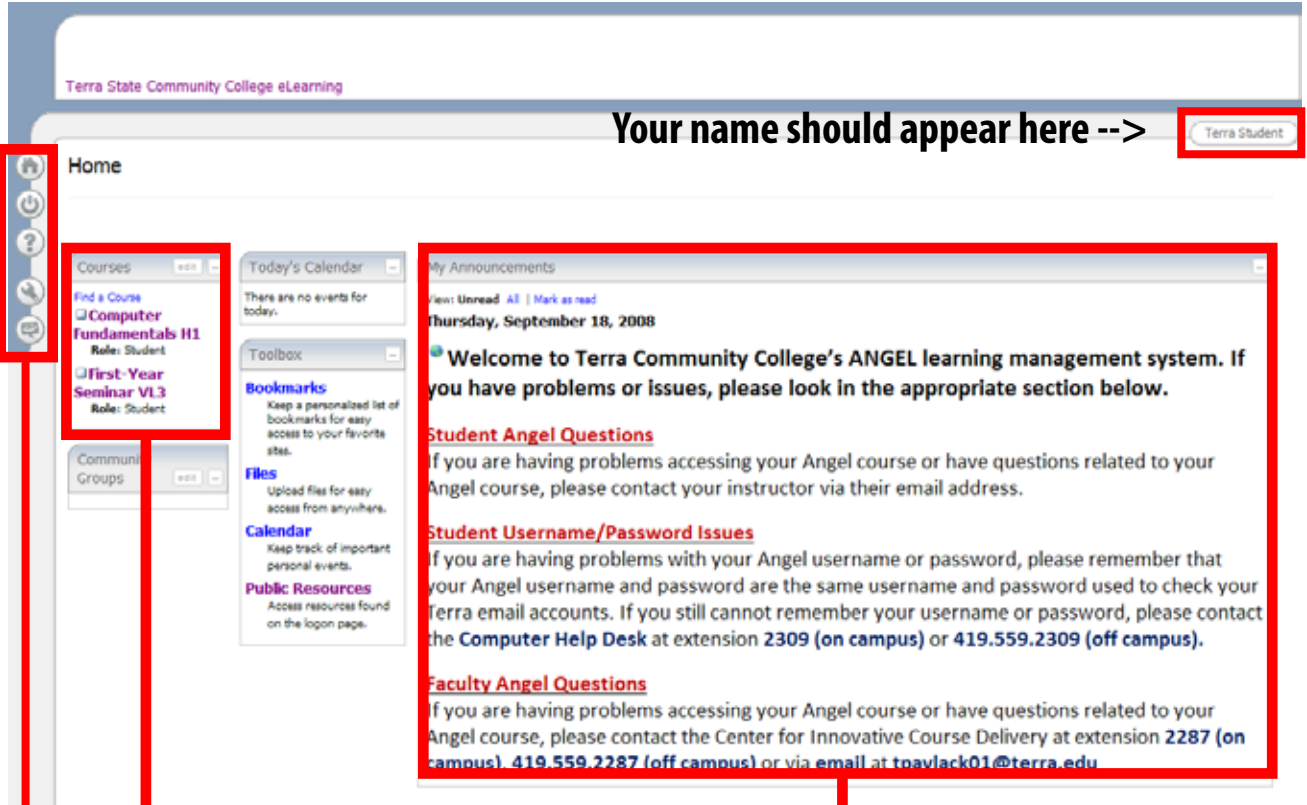 Terra State Community College eLearning
Your name should appear here -->
Terra Student
Home
Courses
edit
Find a Course
Computer
Fundamentals H1
Role: Student
First-Year
Seminar VL3
Role: Student
Communit
Groups
edit
Today's Calendar
There are no events for
today.
Toolbox
Bookmarks
Keep a personalized list of
bookmarks for easy
access to your favorite
sites.
Files
Upload files for easy
access from anywhere.
Calendar
Keep track of important
personal events.
Public Resources
Access resources found
on the logon page.
My Announcements
View: Unread All | Mark as read
Thursday, September 18, 2008
Welcome to Terra Community College's ANGEL learning management system. If
you have problems or issues, please look in the appropriate section below.
Student Angel Questions
If you are having problems accessing your Angel course or have questions related to your
Angel course, please contact your instructor via their email address.
Student Username/Password Issues
If you are having problems with your Angel username or password, please remember that
your Angel username and password are the same username and password used to check your
Terra email accounts. If you still cannot remember your username or password, please contact
the Computer Help Desk at extension 2309 (on campus) or 419.559.2309 (off campus).
Faculty Angel Questions
If you are having problems accessing your Angel course or have questions related to your
Angel course, please contact the Center for Innovative Course Delivery at extension 2287 (on
campus), 419.559.2287 (off campus) or via email at tpavlack01@terra.edu